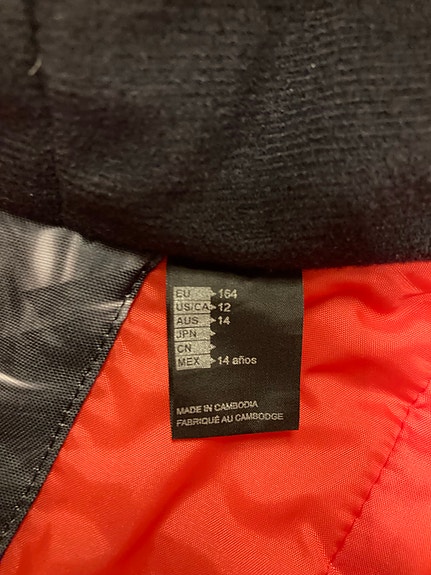 EU 164
US/CA 12
AUS 14
JPN
CN
MEX 14 años
MADE IN CAMBODIA
FABRIQUÉ AU CAMBODGE